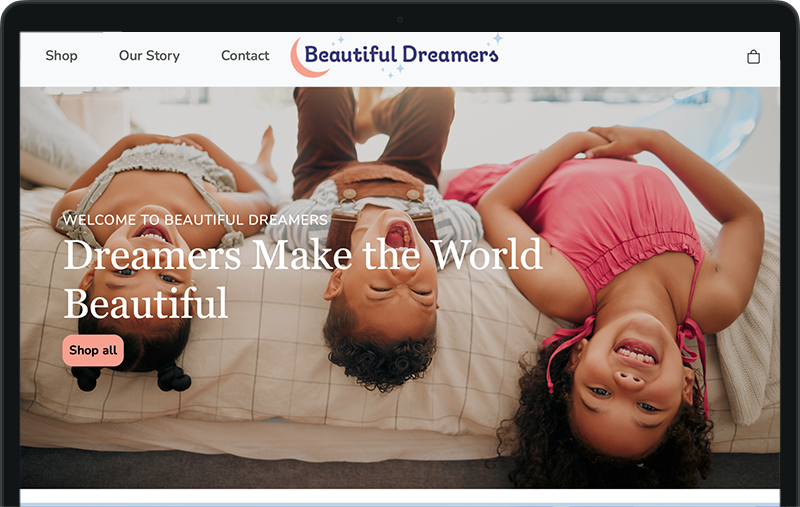 Shop
Our Story
Contact
Beautiful Dreamers
WELCOME TO BEAUTIFUL DREAMERS
Dreamers Make the World
Beautiful
Shop all